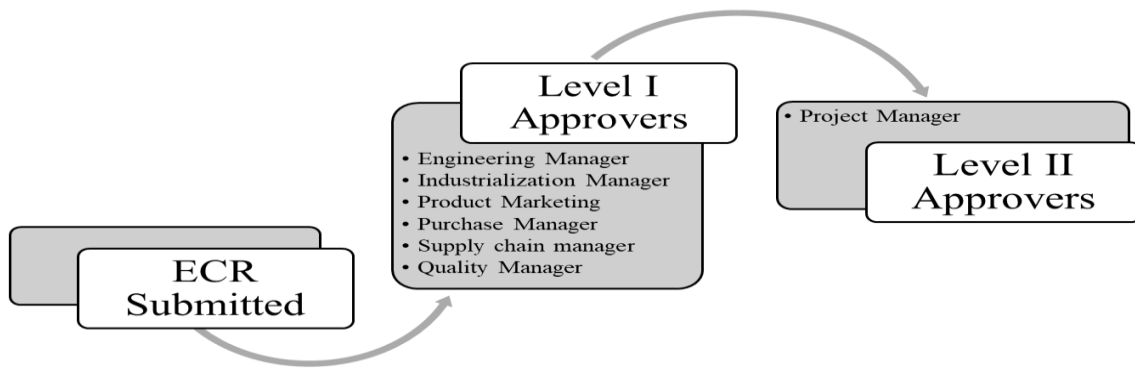 ECR
Submitted
Level I
Approvers
• Engineering Manager
• Industrialization Manager
• Product Marketing
• Purchase Manager
• Supply chain manager
• Quality Manager
• Project Manager
Level II
Approvers